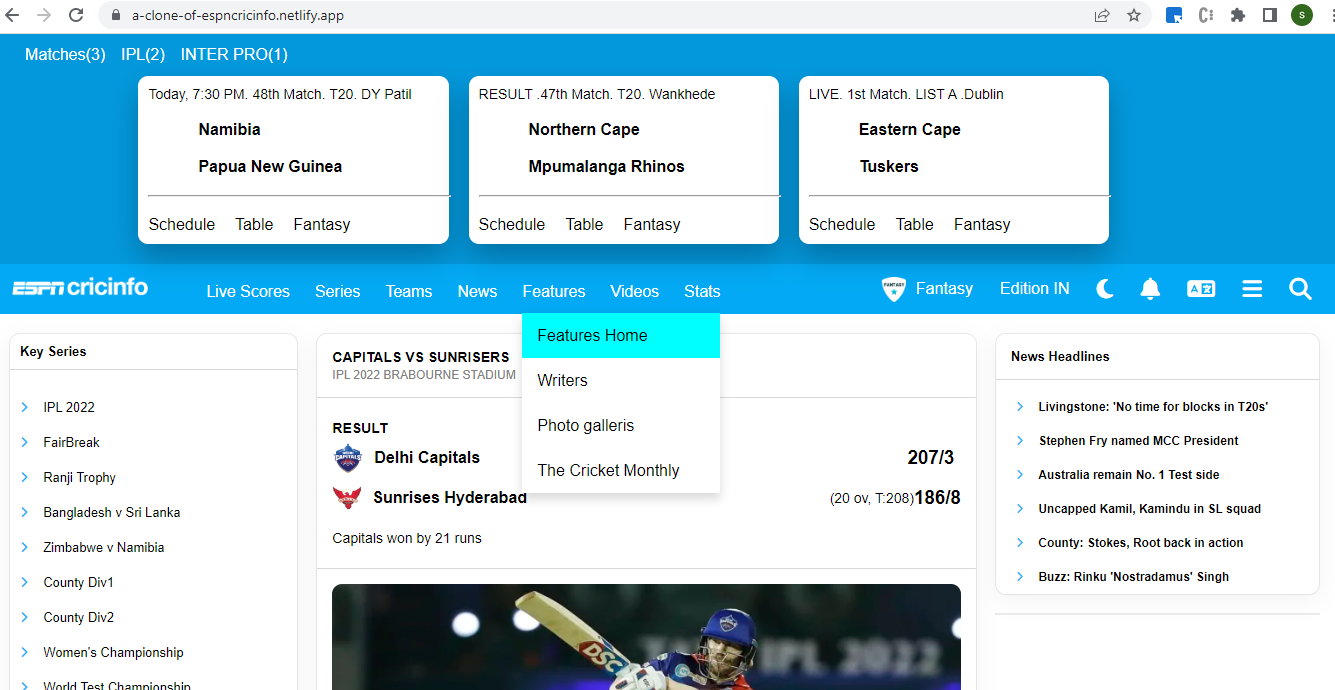 a-clone-of-espncricinfo.netlify.app
S
Matches(3) IPL(2) INTER PRO(1)
Today, 7:30 PM. 48th Match. T20. DY Patil
Namibia
Papua New Guinea
Schedule Table Fantasy
RESULT .47th Match. T20. Wankhede
Northern Cape
Mpumalanga Rhinos
Schedule Table Fantasy
LIVE. 1st Match. LIST A .Dublin
Eastern Cape
Tuskers
Schedule Table Fantasy
ESPN cricinfo Live Scores Series Teams News Features Videos Stats FANTASY Fantasy Edition IN
Features Home
Writers
Photo galleris
The Cricket Monthly
Key Series
IPL 2022
FairBreak
Ranji Trophy
Bangladesh v Sri Lanka
Zimbabwe v Namibia
County Div1
County Div2
Women's Championship
World Test Championship
CAPITALS VS SUNRISERS
IPL 2022 BRABOURNE STADIUM
RESULT
Delhi Capitals 207/3
Sunrises Hyderabad (20 ov, T:208)186/8
Capitals won by 21 runs
DSC
TATA IPL 2022
News Headlines
Livingstone: 'No time for blocks in T20s'
Stephen Fry named MCC President
Australia remain No. 1 Test side
Uncapped Kamil, Kamindu in SL squad
County: Stokes, Root back in action
Buzz: Rinku 'Nostradamus' Singh